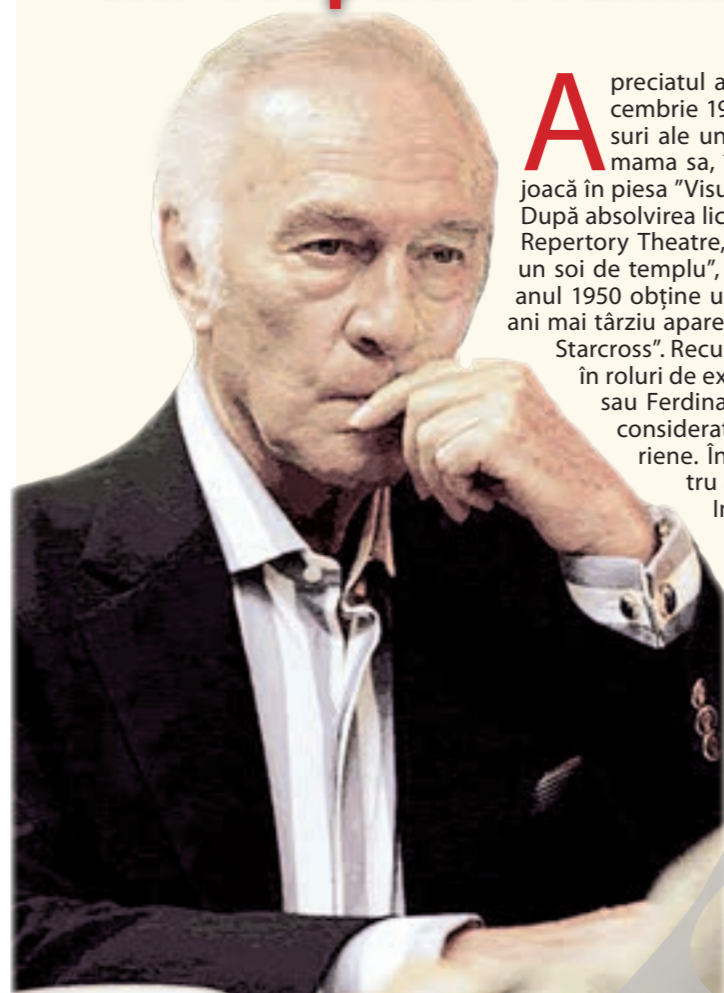 Apreciatul a
cembrie 19
suri ale un
mama sa,
joacă în piesa ”Visu
După absolvirea lic
Repertory Theatre,
un soi de templu”,
anul 1950 obține u
ani mai târziu apare
Starcross”. Recu
în roluri de ex
sau Ferdina
considerat
riene. În
tru
In